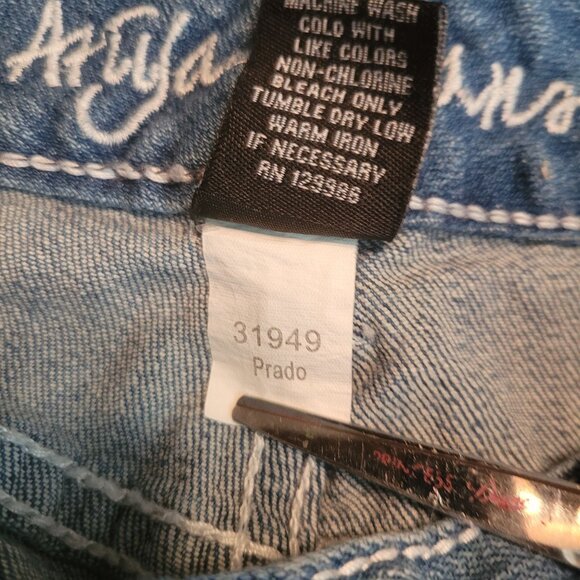 MACHINE WASH
COLD WITH
LIKE COLORS
NON-CHLORINE
BLEACH ONLY
TUMBLE DRY LOW
WARM IRON
IF NECESSARY
RN 129986
31949
Prado